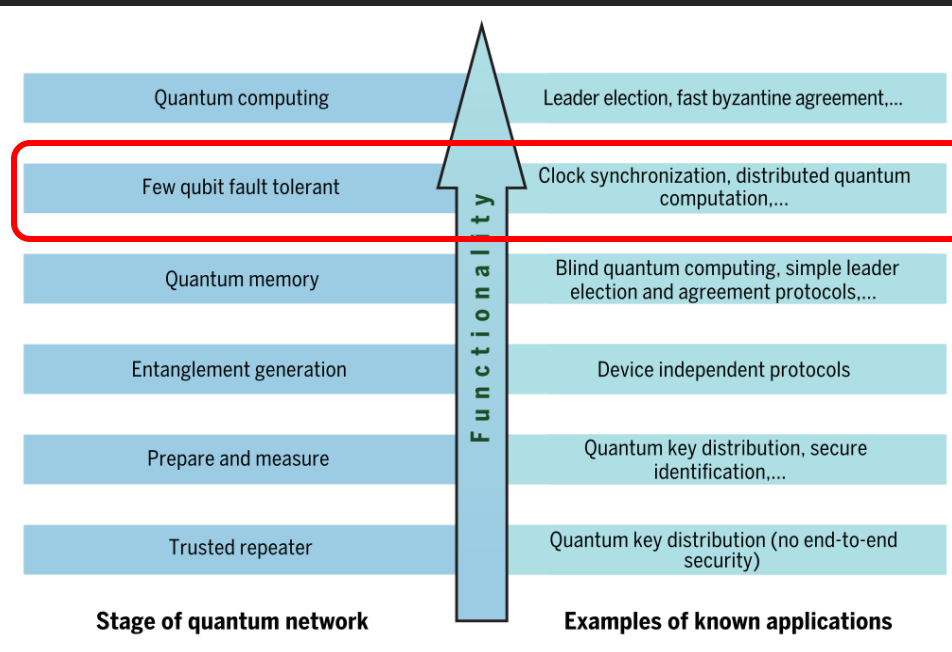 Quantum computing
Leader election, fast byzantine agreement,...
Few qubit fault tolerant
Clock synchronization, distributed quantum
computation,...
Quantum memory
Blind quantum computing, simple leader
election and agreement protocols,...
Entanglement generation
Device independent protocols
Prepare and measure
Quantum key distribution, secure
identification,...
Trusted repeater
Quantum key distribution (no end-to-end
security)
Functionality
Stage of quantum network
Examples of known applications